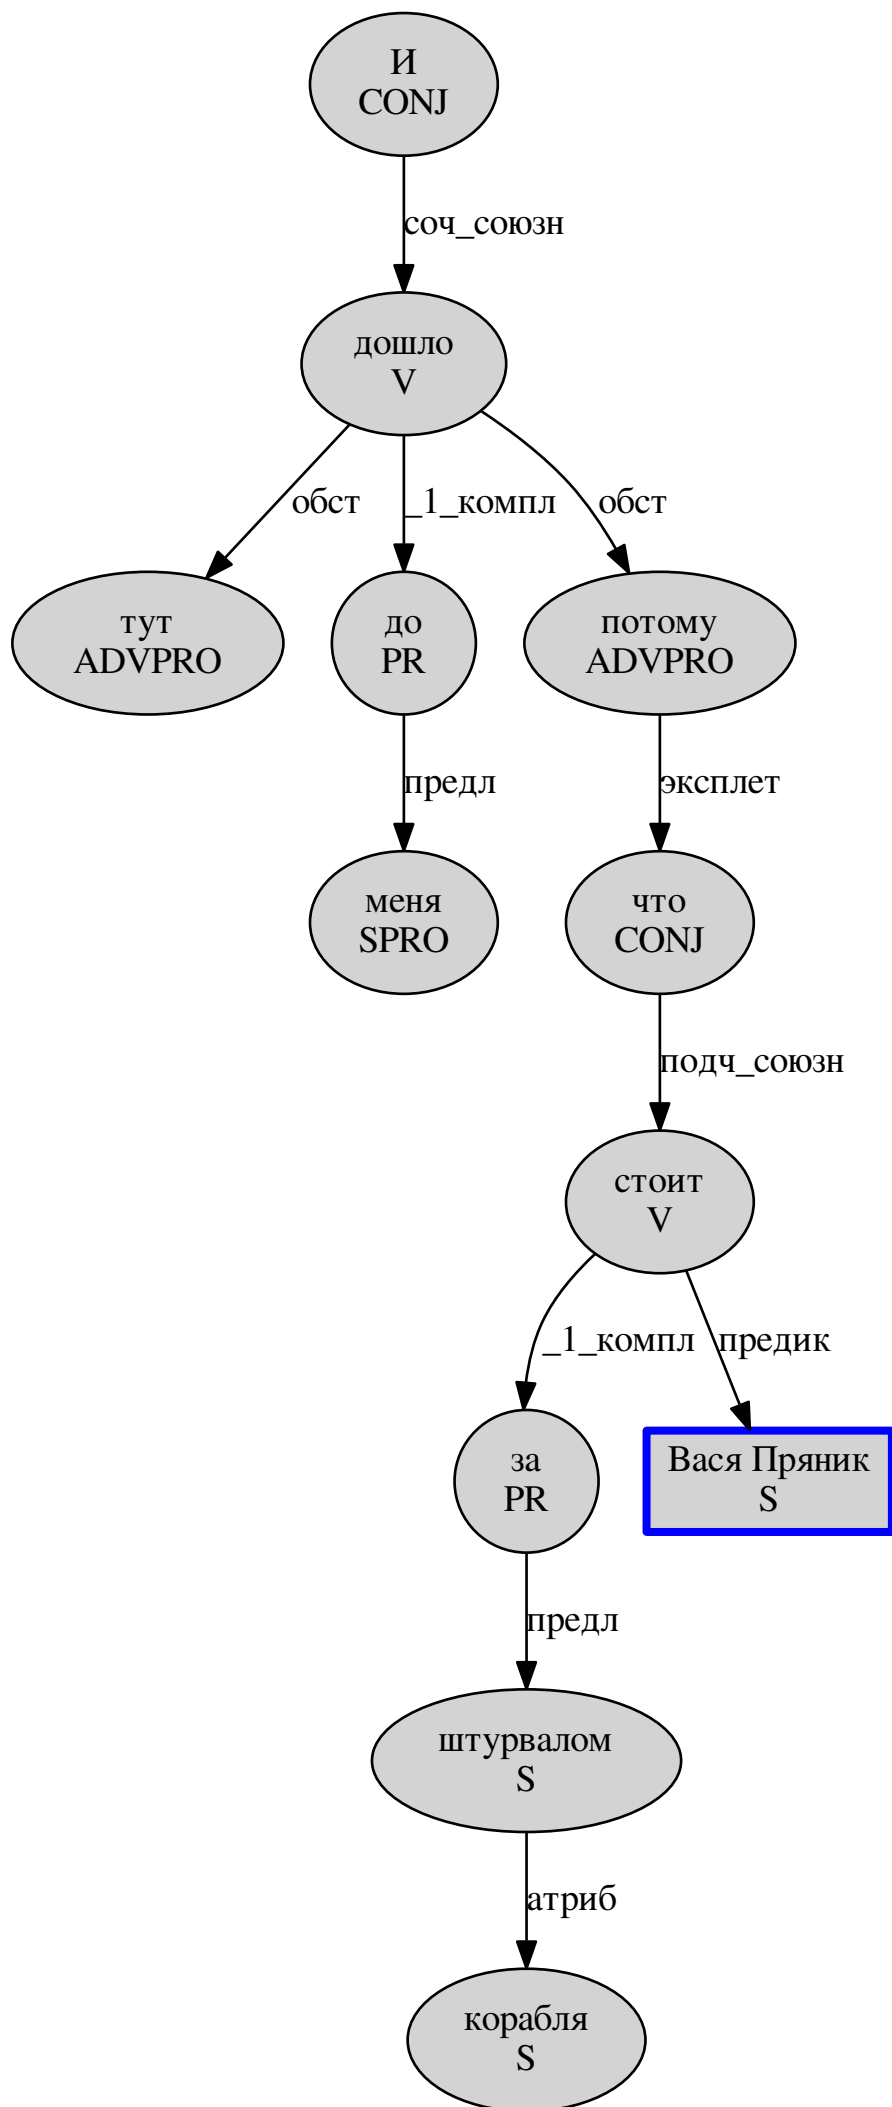 И
CONJ
соч_союзн
дошло
V
обст
_1_компл
обст
тут
ADVPRO
до
PR
потому
ADVPRO
предл
эксплет
меня
SPRO
что
CONJ
подч_союзн
стоит
V
_1_компл
предик
за
PR
Вася Пряник
S
предл
штурвалом
S
атриб
корабля
S